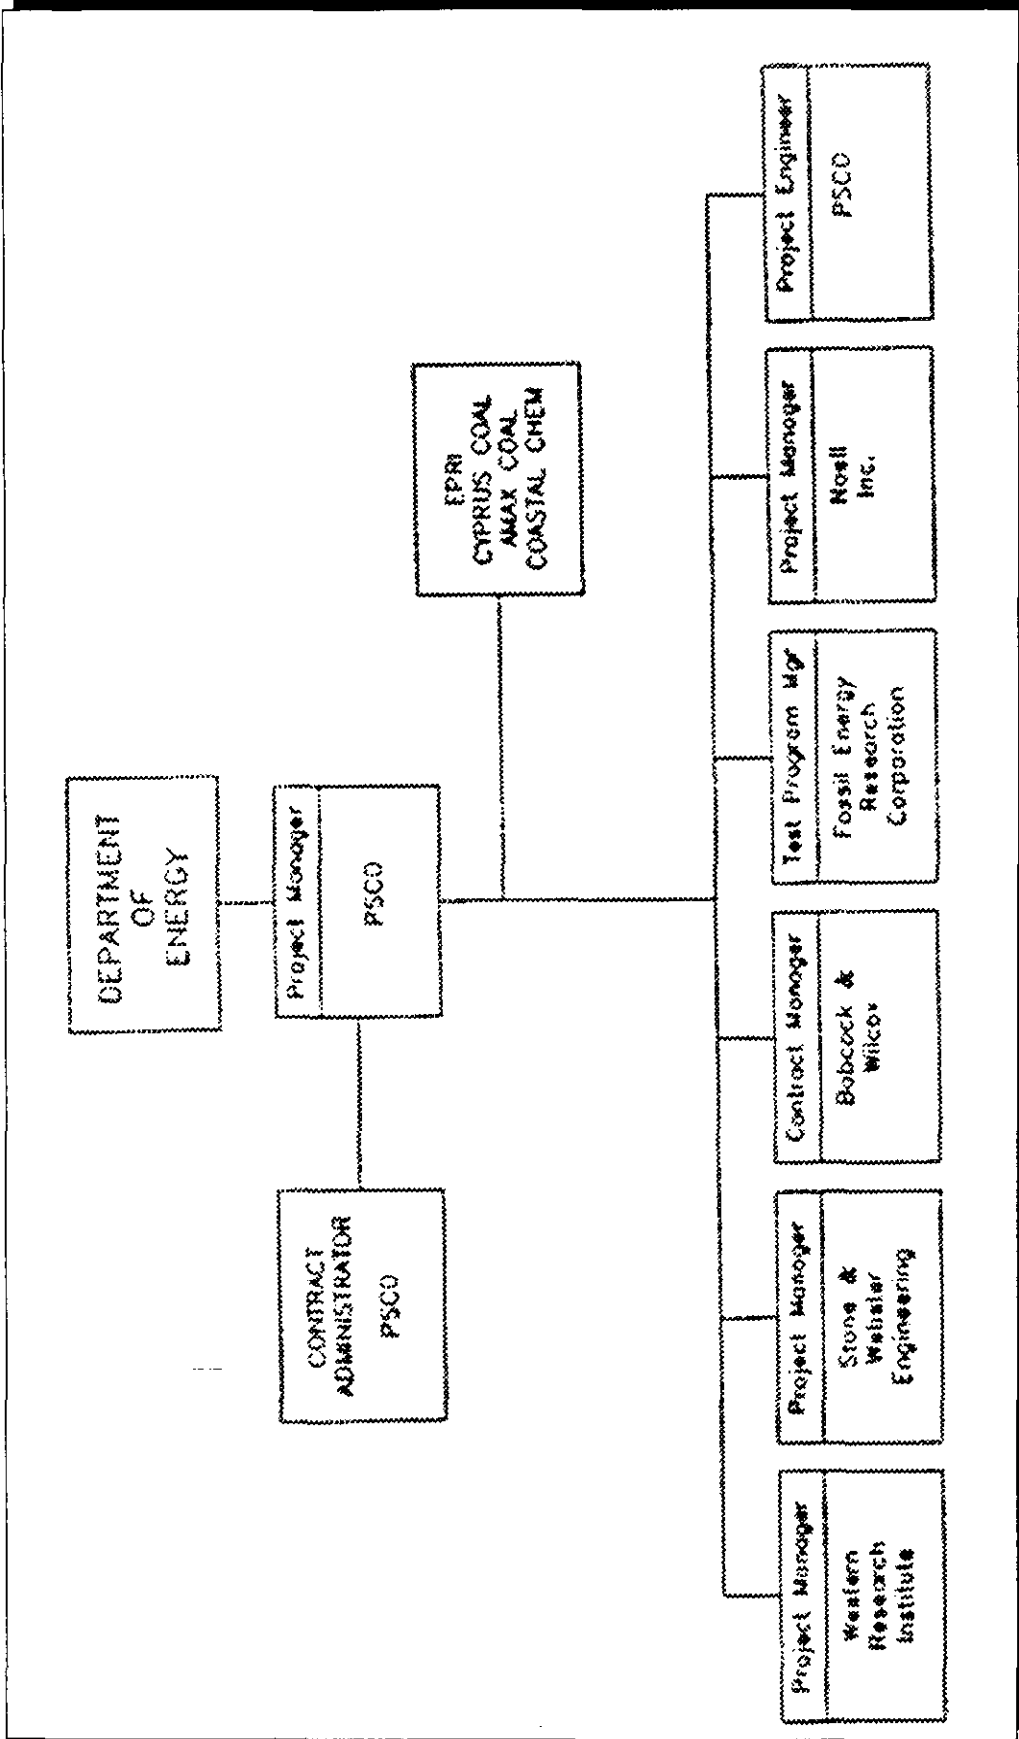 DEPARTMENT
OF
ENERGY
Project Manager
PSCO
CONTRACT
ADMINISTRATOR
PSCO
EPRI
CYPRUS COAL
AMAX COAL
COASTAL CHEM
Project Manager
Western
Research
Institute
Project Manager
Stone &
Webster
Engineering
Contract Manager
Babcock &
Wilcox
Test Program Mgr
Fossil Energy
Research
Corporation
Project Manager
Noell
Inc.
Project Engineer
PSCO